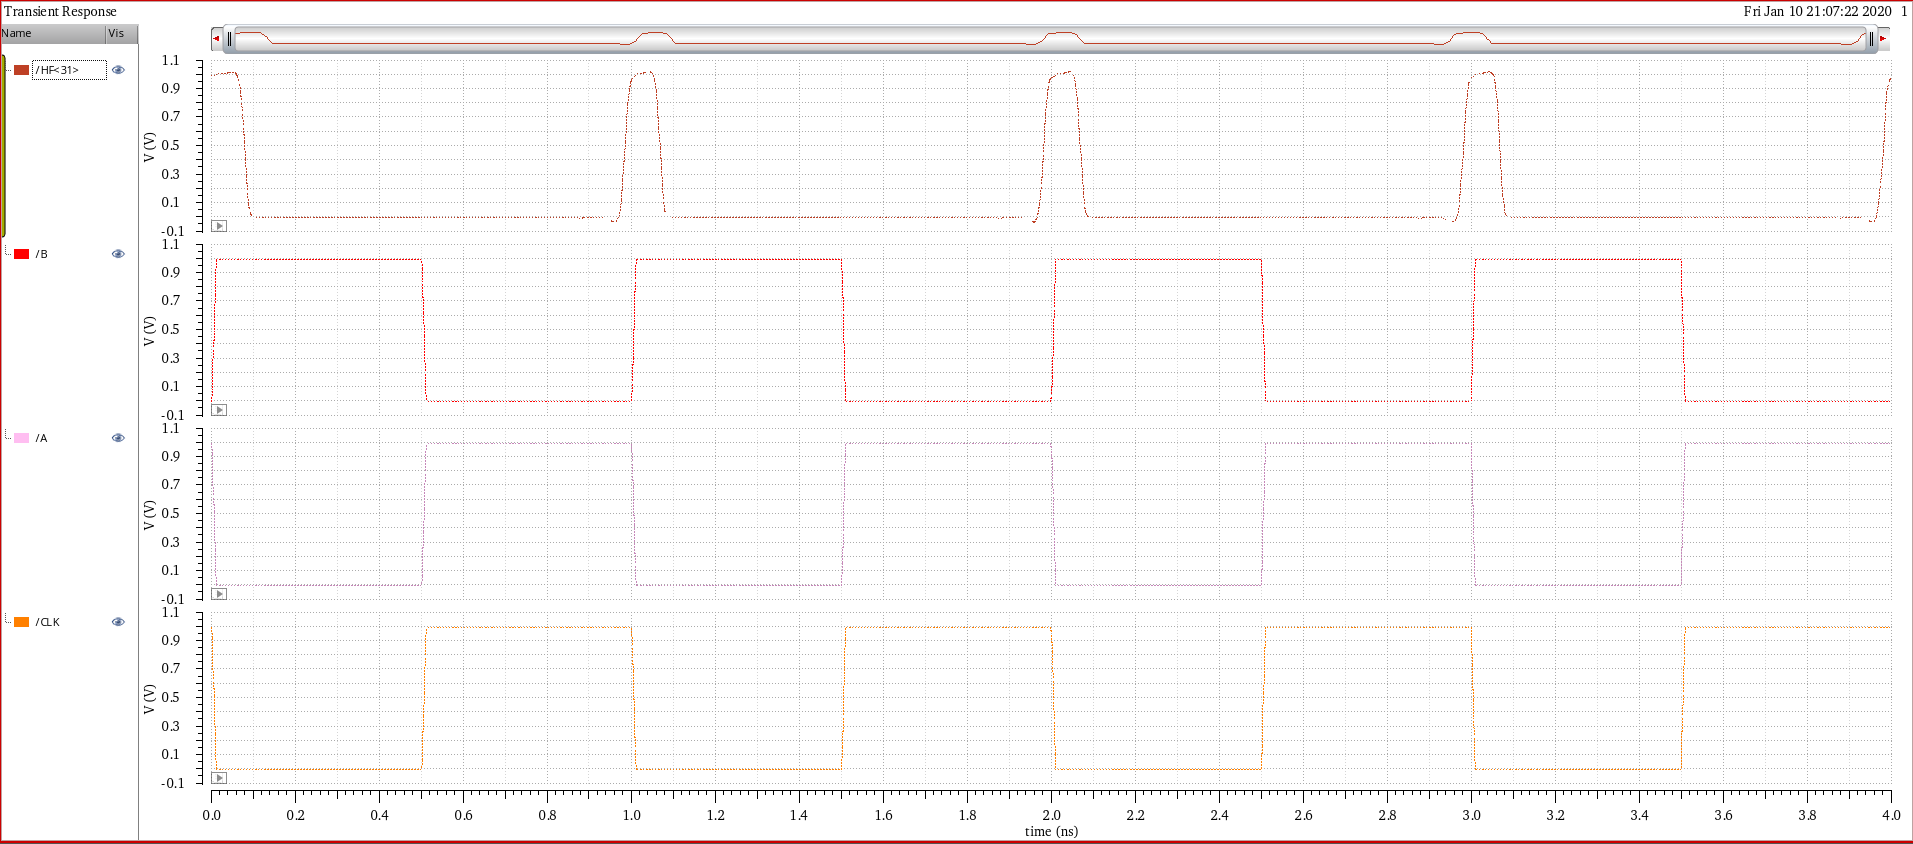 Transient Response
Fri Jan 10 21:07:22 2020 1
Name Vis
/HF<31>
1.1
0.9
0.7
0.5
0.3
0.1
-0.1
V (V)
/B
1.1
0.9
0.7
0.5
0.3
0.1
-0.1
V (V)
/A
1.1
0.9
0.7
0.5
0.3
0.1
-0.1
V (V)
/CLK
1.1
0.9
0.7
0.5
0.3
0.1
-0.1
V (V)
0.0 0.2 0.4 0.6 0.8 1.0 1.2 1.4 1.6 1.8 2.0 2.2 2.4 2.6 2.8 3.0 3.2 3.4 3.6 3.8 4.0
time (ns)